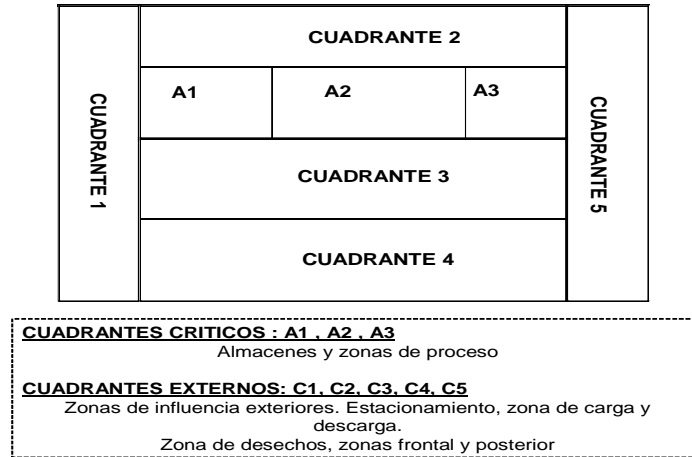 CUADRANTE 2
A1 A2 A3
CUADRANTE 1
CUADRANTE 5
CUADRANTE 3
CUADRANTE 4
CUADRANTES CRITICOS : A1 , A2 , A3
Almacenes y zonas de proceso
CUADRANTES EXTERNOS: C1, C2, C3, C4, C5
Zonas de influencia exteriores. Estacionamiento, zona de carga y
descarga.
Zona de desechos, zonas frontal y posterior